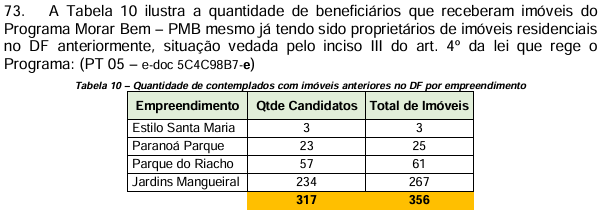 73. A Tabela 10 ilustra a quantidade de beneficiários que receberam imóveis do
Programa Morar Bem – PMB mesmo já tendo sido proprietários de imóveis residenciais
no DF anteriormente, situação vedada pelo inciso III do art. 4º da lei que rege o
Programa: (PT 05 – e-doc 5C4C98B7-e)
Tabela 10 – Quantidade de contemplados com imóveis anteriores no DF por empreendimento
Empreendimento Qtde Candidatos Total de Imóveis
Estilo Santa Maria 3 3
Paranoá Parque 23 25
Parque do Riacho 57 61
Jardins Mangueiral 234 267
317 356